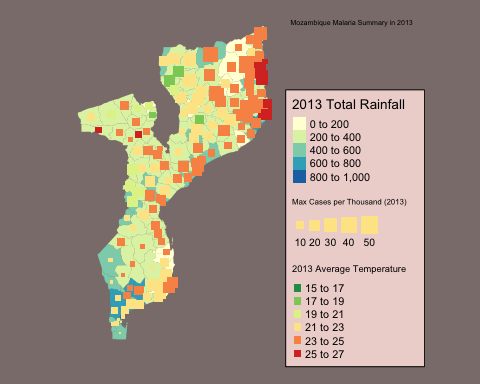 Mozambique Malaria Summary in 2013
2013 Total Rainfall
0 to 200
200 to 400
400 to 600
600 to 800
800 to 1,000
Max Cases per Thousand (2013)
10 20 30 40 50
2013 Average Temperature
15 to 17
17 to 19
19 to 21
21 to 23
23 to 25
25 to 27